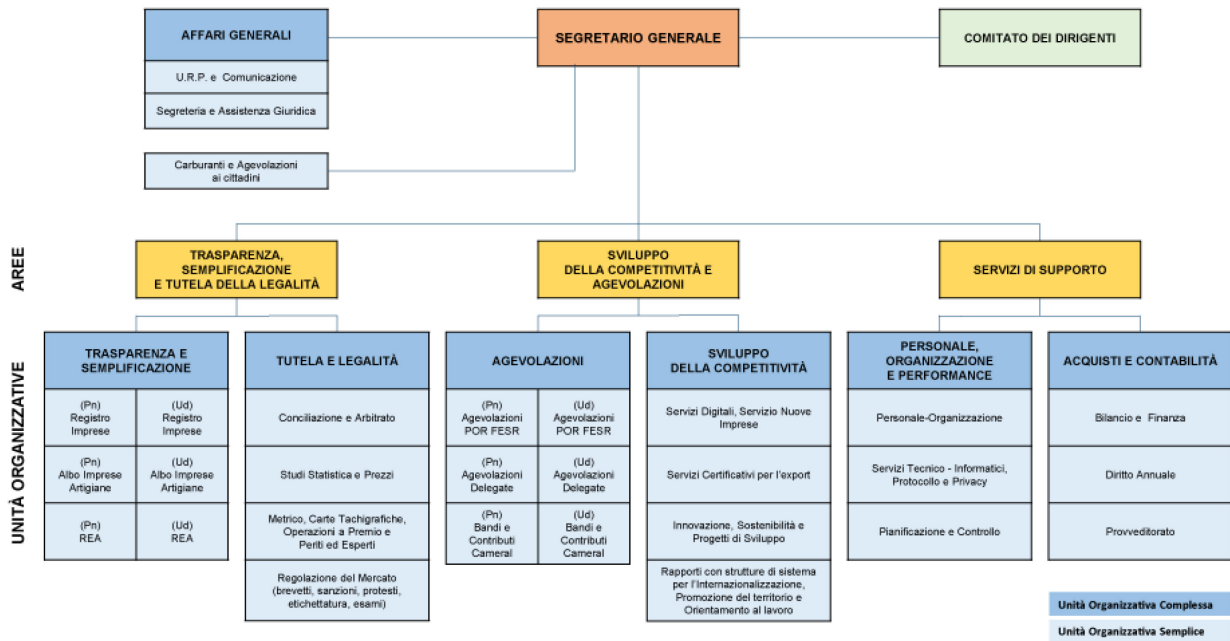 AFFARI GENERALI
U.R.P. e Comunicazione
Segreteria e Assistenza Giuridica
SEGRETARIO GENERALE
COMITATO DEI DIRIGENTI
Carburanti e Agevolazioni
ai cittadini
AREE
TRASPARENZA,
SEMPLIFICAZIONE
E TUTELA DELLA LEGALITÀ
SVILUPPO
DELLA COMPETITIVITÀ E
AGEVOLAZIONI
SERVIZI DI SUPPORTO
UNITÀ ORGANIZZATIVE
TRASPARENZA E
SEMPLIFICAZIONE
(Pn)
Registro
Imprese
(Ud)
Registro
Imprese
(Pn)
Albo Imprese
Artigiane
(Ud)
Albo Imprese
Artigiane
(Pn)
REA
(Ud)
REA
TUTELA E LEGALITÀ
Conciliazione e Arbitrato
Studi Statistica e Prezzi
Metrico, Carte Tachigrafiche,
Operazioni a Premio e
Periti ed Esperti
Regolazione del Mercato
(brevetti, sanzioni, protesti,
etichettatura, esami)
AGEVOLAZIONI
(Pn)
Agevolazioni
POR FESR
(Ud)
Agevolazioni
POR FESR
(Pn)
Agevolazioni
Delegate
(Ud)
Agevolazioni
Delegate
(Pn)
Bandi e
Contributi
Cameral
(Ud)
Bandi e
Contributi
Cameral
SVILUPPO
DELLA COMPETITIVITÀ
Servizi Digitali, Servizio Nuove
Imprese
Servizi Certificativi per l'export
Innovazione, Sostenibilità e
Progetti di Sviluppo
Rapporti con strutture di sistema
per l'Internazionalizzazione,
Promozione del territorio e
Orientamento al lavoro
PERSONALE,
ORGANIZZAZIONE
E PERFORMANCE
Personale-Organizzazione
Servizi Tecnico - Informatici,
Protocollo e Privacy
Pianificazione e Controllo
ACQUISTI E CONTABILITÀ
Bilancio e Finanza
Diritto Annuale
Provveditorato
Unità Organizzativa Complessa
Unità Organizzativa Semplice